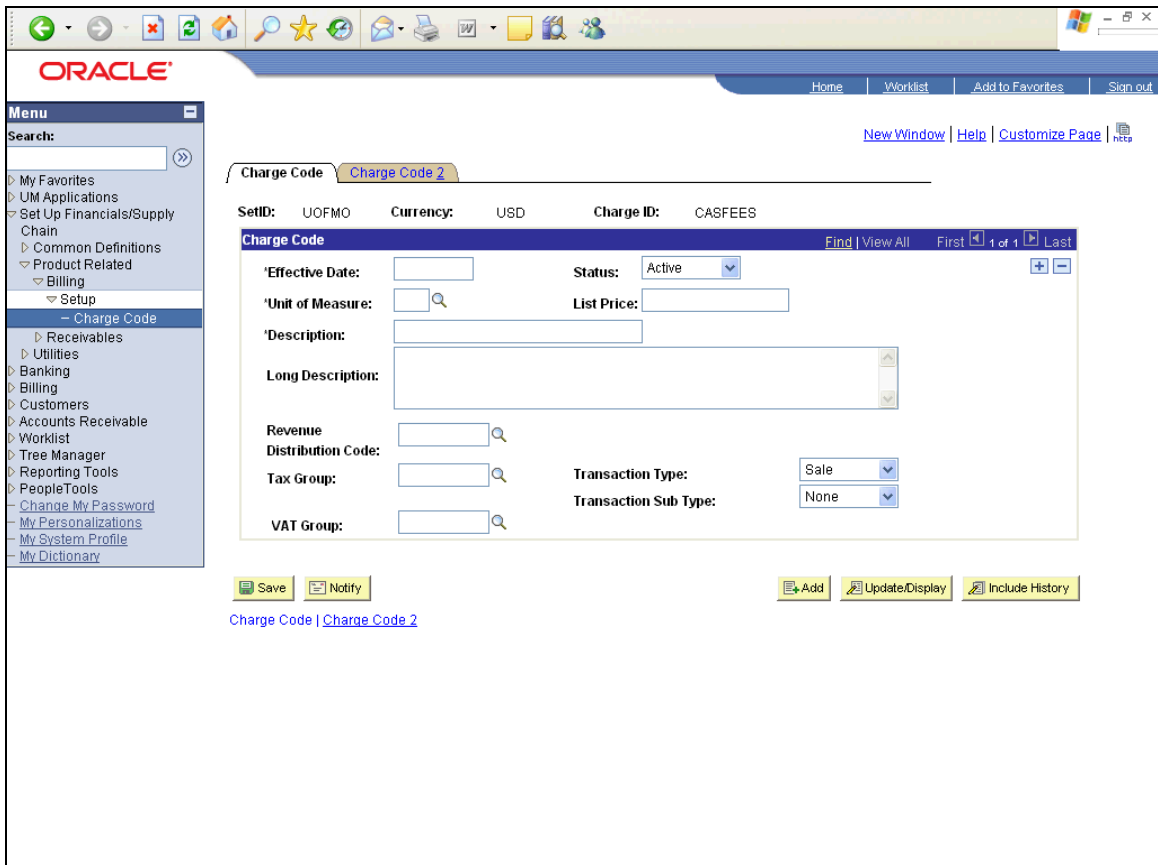 ORACLE
Home | Worklist | Add to Favorites | Sign out
Menu
Search:
My Favorites
UM Applications
Set Up Financials/Supply
Chain
Common Definitions
Product Related
Billing
Setup
– Charge Code
Receivables
Utilities
Banking
Billing
Customers
Accounts Receivable
Worklist
Tree Manager
Reporting Tools
PeopleTools
– Change My Password
– My Personalizations
– My System Profile
– My Dictionary
New Window | Help | Customize Page | http
Charge Code Charge Code 2
SetID: UOFMO Currency: USD Charge ID: CASFEES
Charge Code Find | View All First 1 of 1 Last
*Effective Date: Status: Active
*Unit of Measure: List Price:
*Description:
Long Description:
Revenue
Distribution Code:
Tax Group: Transaction Type: Sale
Transaction Sub Type: None
VAT Group:
Save Notify Add Update/Display Include History
Charge Code | Charge Code 2